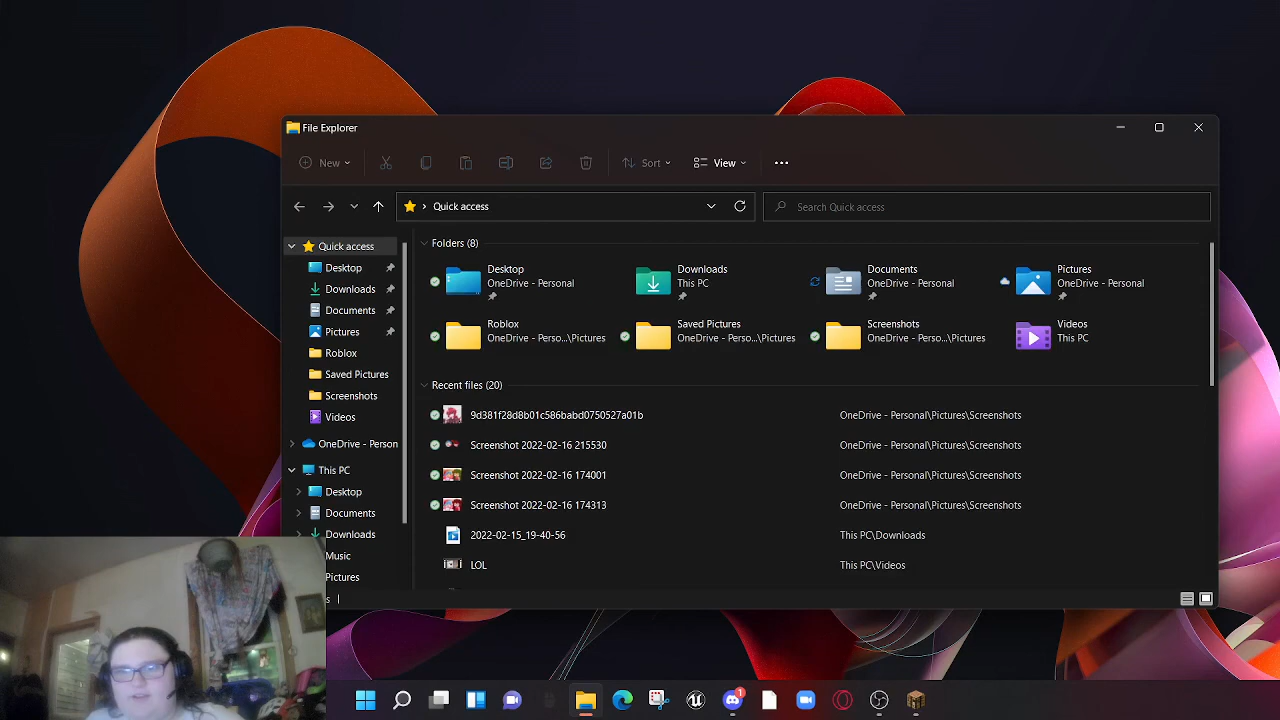 File Explorer
New
Sort
View
Quick access
Search Quick access
Quick access
Desktop
Downloads
Documents
Pictures
Roblox
Saved Pictures
Screenshots
Videos
OneDrive - Person
This PC
Desktop
Documents
Downloads
Music
Pictures
Folders (8)
Desktop
OneDrive - Personal
Downloads
This PC
Documents
OneDrive - Personal
Pictures
OneDrive - Personal
Roblox
OneDrive - Perso...\Pictures
Saved Pictures
OneDrive - Perso...\Pictures
Screenshots
OneDrive - Perso...\Pictures
Videos
This PC
Recent files (20)
9d381f28d8b01c586babd0750527a01b OneDrive - Personal\Pictures\Screenshots
Screenshot 2022-02-16 215530 OneDrive - Personal\Pictures\Screenshots
Screenshot 2022-02-16 174001 OneDrive - Personal\Pictures\Screenshots
Screenshot 2022-02-16 174313 OneDrive - Personal\Pictures\Screenshots
2022-02-15_19-40-56 This PC\Downloads
LOL This PC\Videos
1